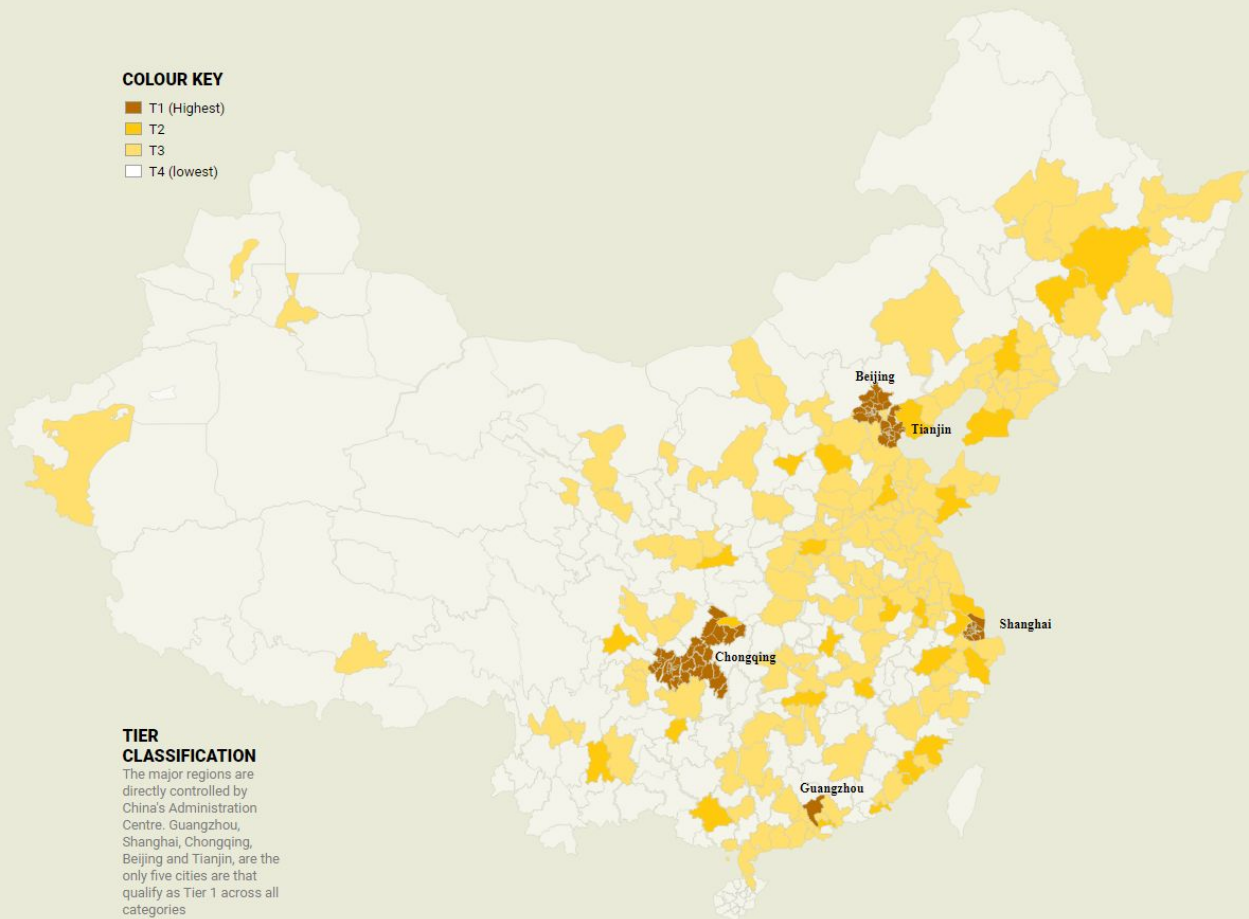 COLOUR KEY
T1 (Highest)
T2
T3
T4 (lowest)
Beijing
Tianjin
Shanghai
Chongqing
Guangzhou
TIER
CLASSIFICATION
The major regions are
directly controlled by
China's Administration
Centre. Guangzhou,
Shanghai, Chongqing,
Beijing and Tianjin, are the
only five cities are that
qualify as Tier 1 across all
categories